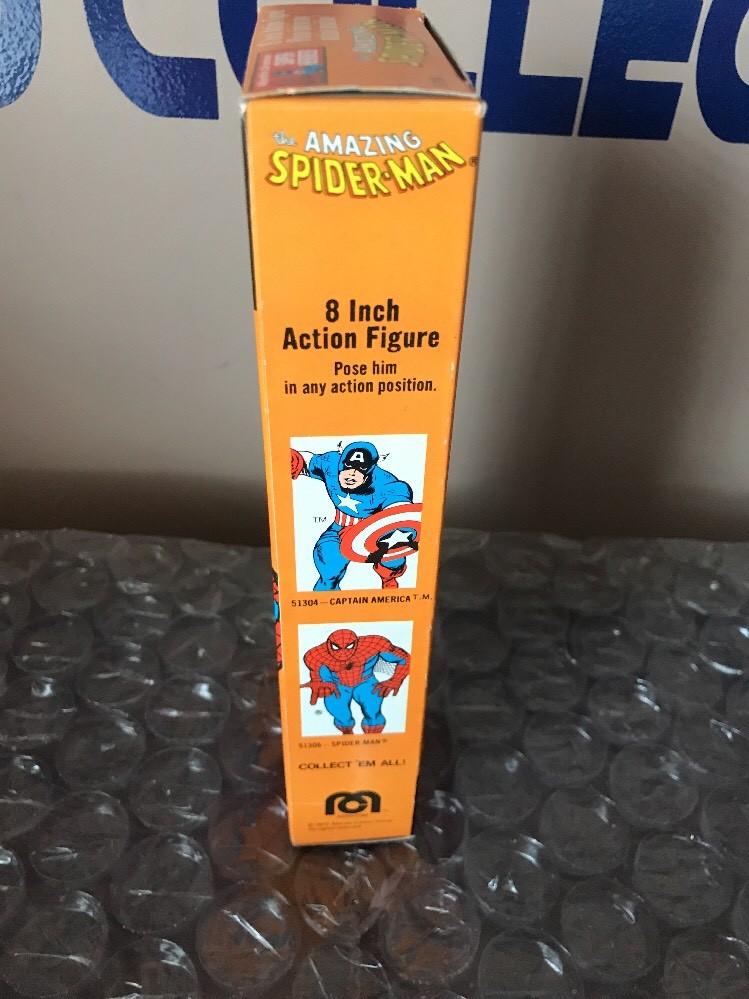 COLLEC
the AMAZING
SPIDER-MAN®
8 Inch
Action Figure
Pose him
in any action position.
A
TM
51304—CAPTAIN AMERICA T.M.
®
51306—SPIDER MAN®
COLLECT 'EM ALL!